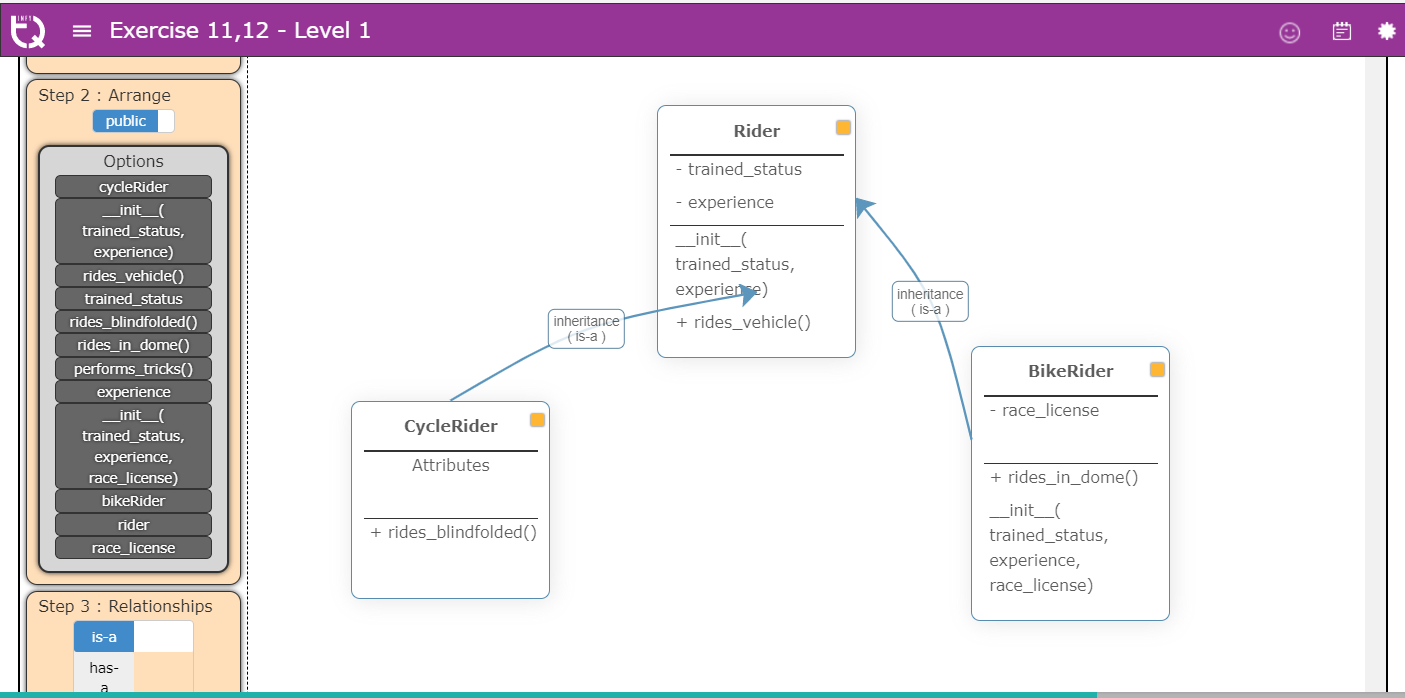 INFY
TQ
Exercise 11,12 - Level 1
Step 2 : Arrange
public
Options
cycleRider
__init__(
trained_status,
experience)
rides_vehicle()
trained_status
rides_blindfolded()
rides_in_dome()
performs_tricks()
experience
__init__(
trained_status,
experience,
race_license)
bikeRider
rider
race_license
Step 3 : Relationships
is-a
has-
a
Rider
- trained_status
- experience
__init__(
trained_status,
experience)
+ rides_vehicle()
inheritance
( is-a )
inheritance
( is-a )
CycleRider
Attributes
+ rides_blindfolded()
BikeRider
- race_license
+ rides_in_dome()
__init__(
trained_status,
experience,
race_license)